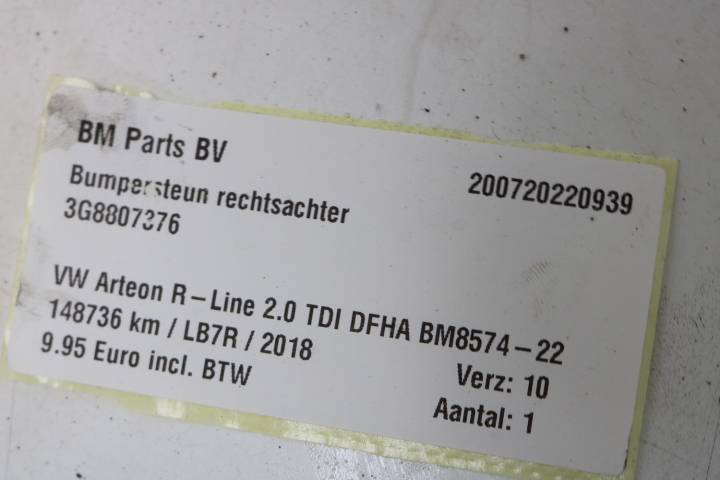 BM Parts BV
Bumpersteun rechtsachter
200720220939
3G8807376
VW Arteon R-Line 2.0 TDI DFHA BM8574-22
148736 km / LB7R / 2018
Verz: 10
9.95 Euro incl. BTW
Aantal: 1